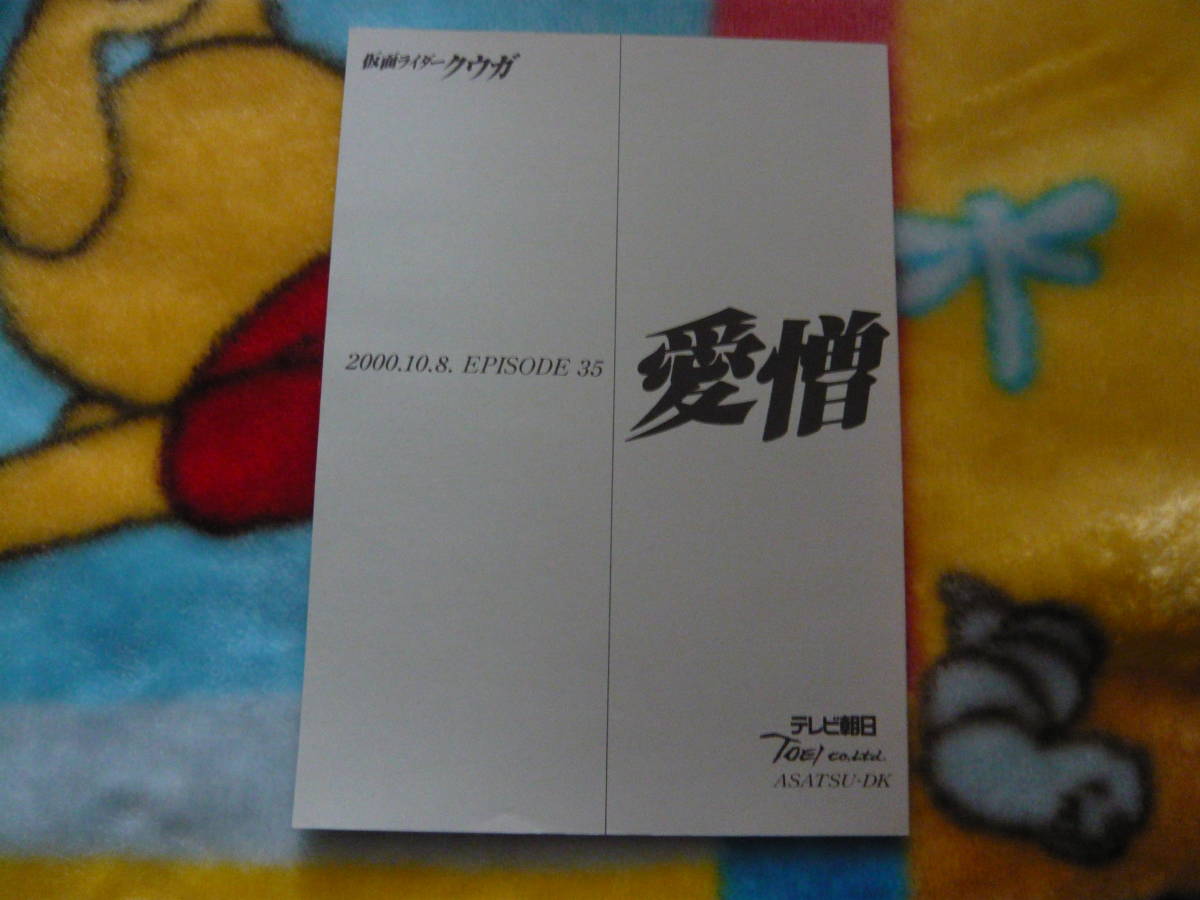 仮面ライダークウガ
2000.10.8. EPISODE 35
愛憎
テレビ朝日
TOEI co.,Ltd.
ASATSU-DK